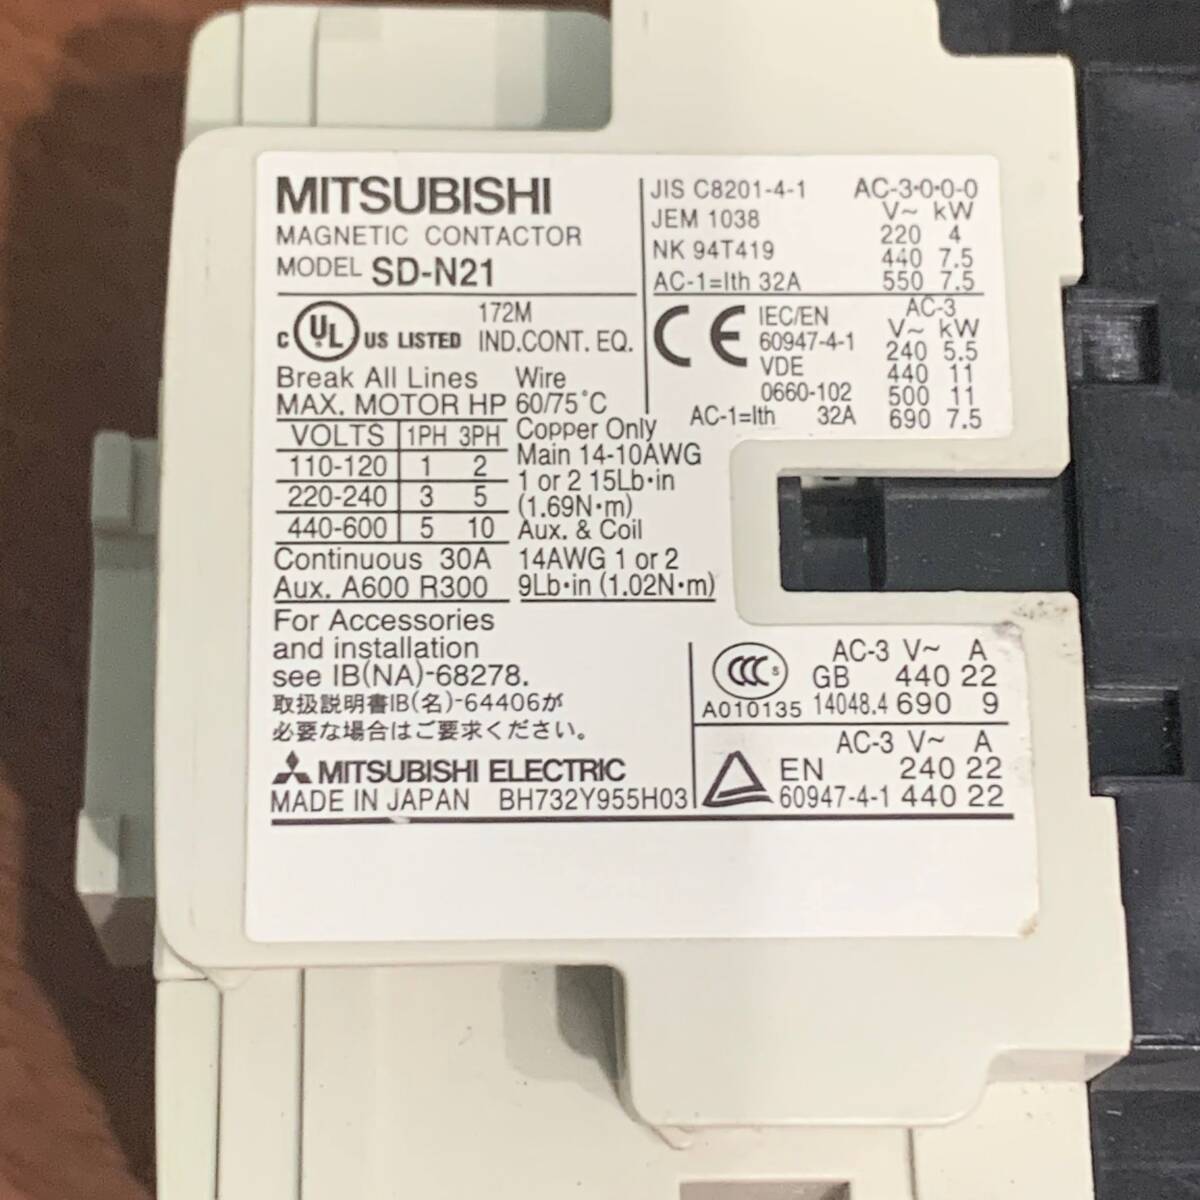 MITSUBISHI
MAGNETIC CONTACTOR
MODEL SD-N21
C UL US LISTED 172M
IND.CONT. EQ.
Break All Lines
MAX. MOTOR HP
VOLTS 1PH 3PH
110-120 1 2
220-240 3 5
440-600 5 10
Continuous 30A
Aux. A600 R300
Wire
60/75°C
Copper Only
Main 14-10AWG
1 or 2 15Lb·in
(1.69N·m)
Aux. & Coil
14AWG 1 or 2
9Lb·in (1.02N·m)
JIS C8201-4-1
JEM 1038
NK 94T419
AC-1=Ith 32A
AC-3·0·0-0
V~ kW
220 4
440 7.5
550 7.5
CE IEC/EN
60947-4-1
VDE
0660-102
AC-1=Ith 32A
AC-3
V~ kW
240 5.5
440 11
500 11
690 7.5
For Accessories
and installation
see IB(NA)-68278.
取扱説明書IB(名)-64406が
必要な場合はご要求ください。
MITSUBISHI ELECTRIC
MADE IN JAPAN BH732Y955H03
CCC S
A010135
AC-3 V~ A
GB 440 22
14048.4 690 9
AC-3 V~ A
EN 240 22
60947-4-1 440 22